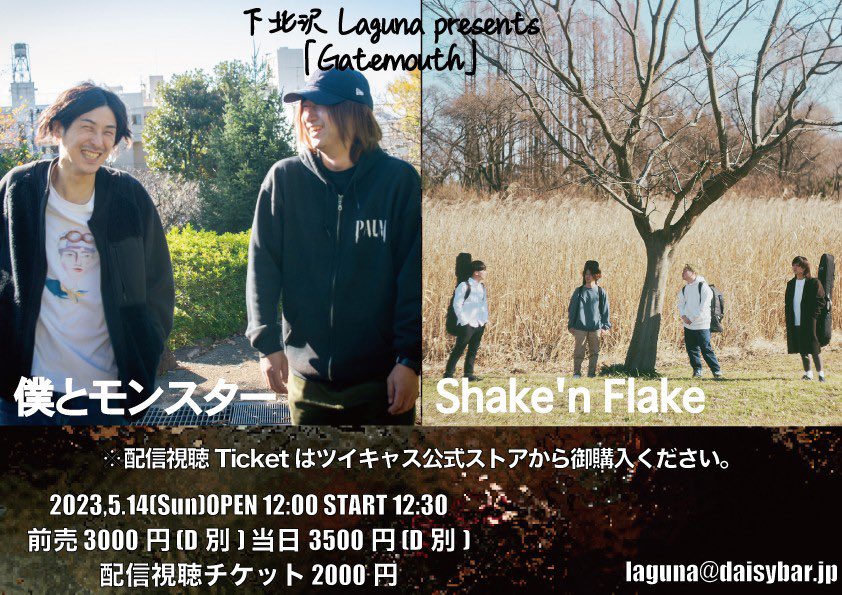 下北沢 Laguna presents
「Gatemouth」
PALM
僕とモンスター
Shake'n Flake
※配信視聴 Ticket はツイキャス公式ストアから御購入ください。
2023,5.14(Sun)OPEN 12:00 START 12:30
前売 3000 円 (D 別 ) 当日 3500 円 (D 別 )
配信視聴チケット 2000 円
laguna@daisybar.jp